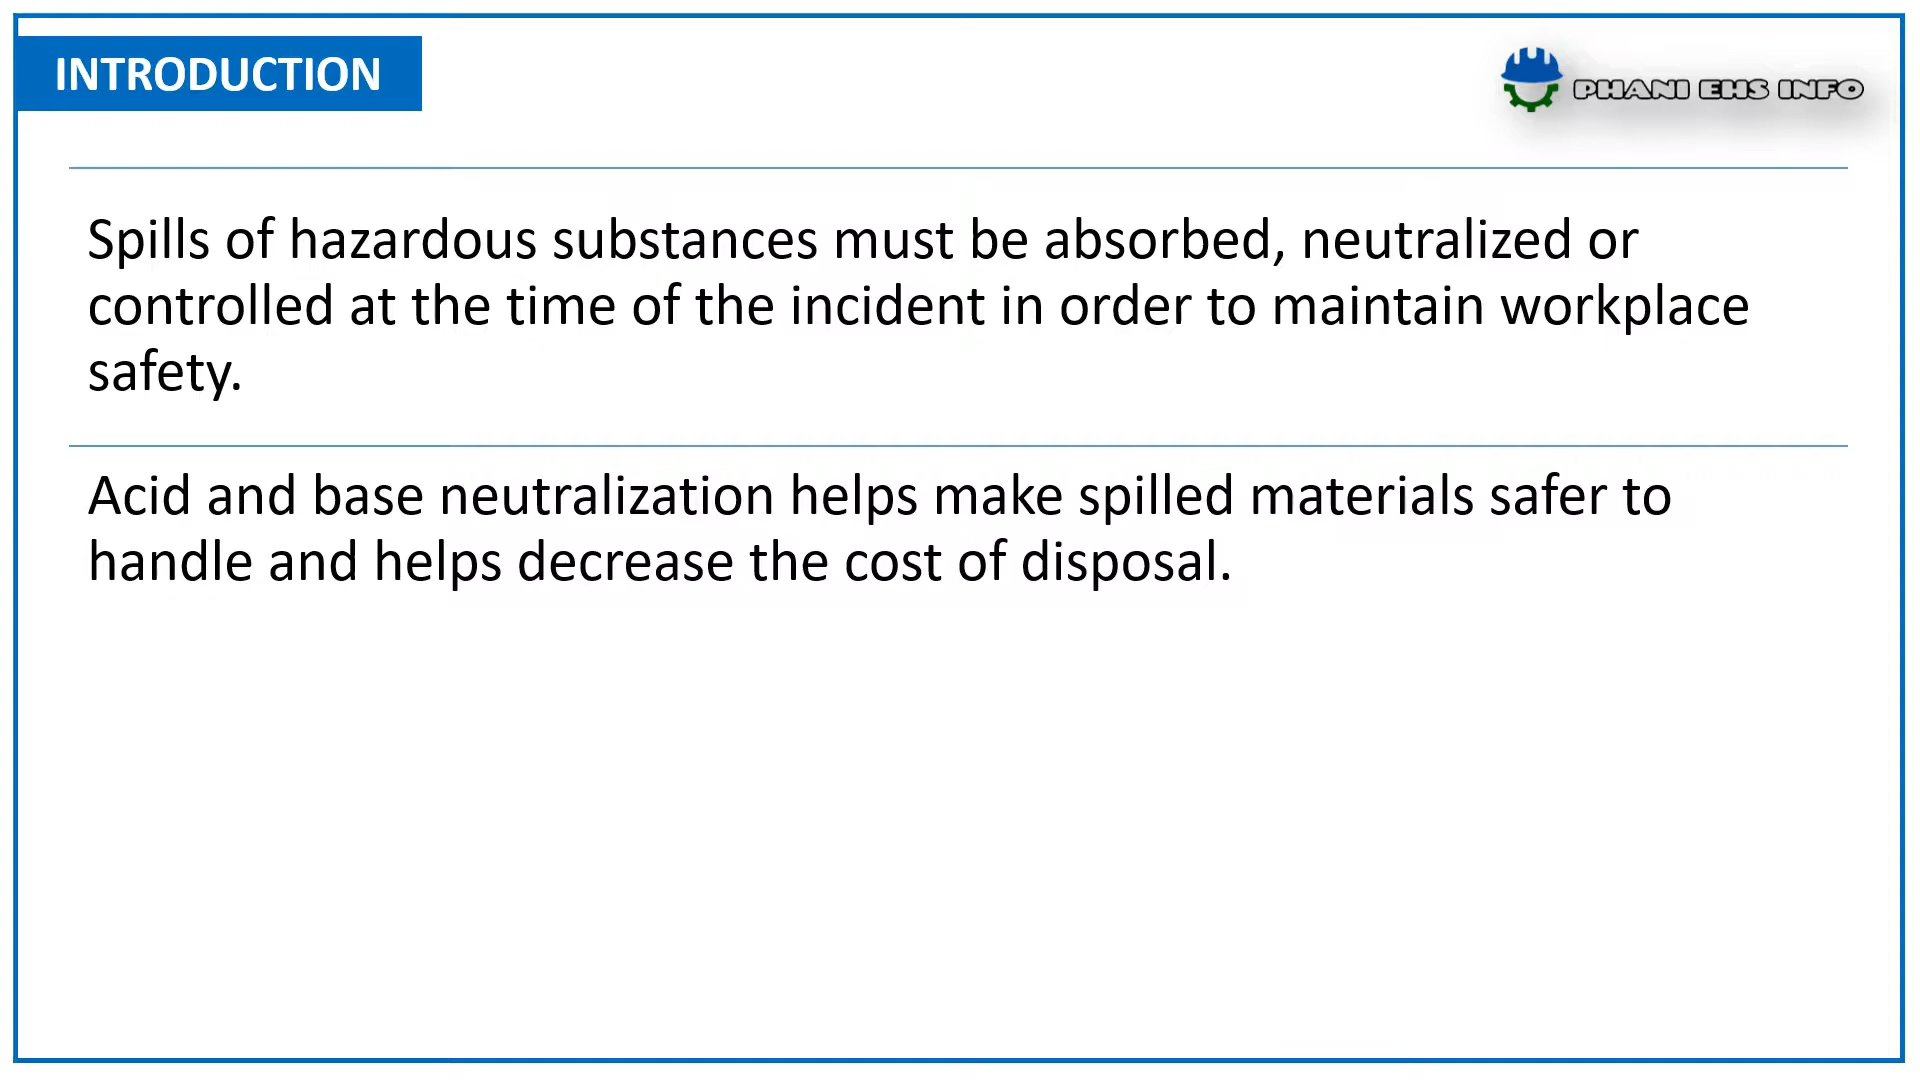 INTRODUCTION
PHANI EHS INFO
Spills of hazardous substances must be absorbed, neutralized or
controlled at the time of the incident in order to maintain workplace
safety.
Acid and base neutralization helps make spilled materials safer to
handle and helps decrease the cost of disposal.